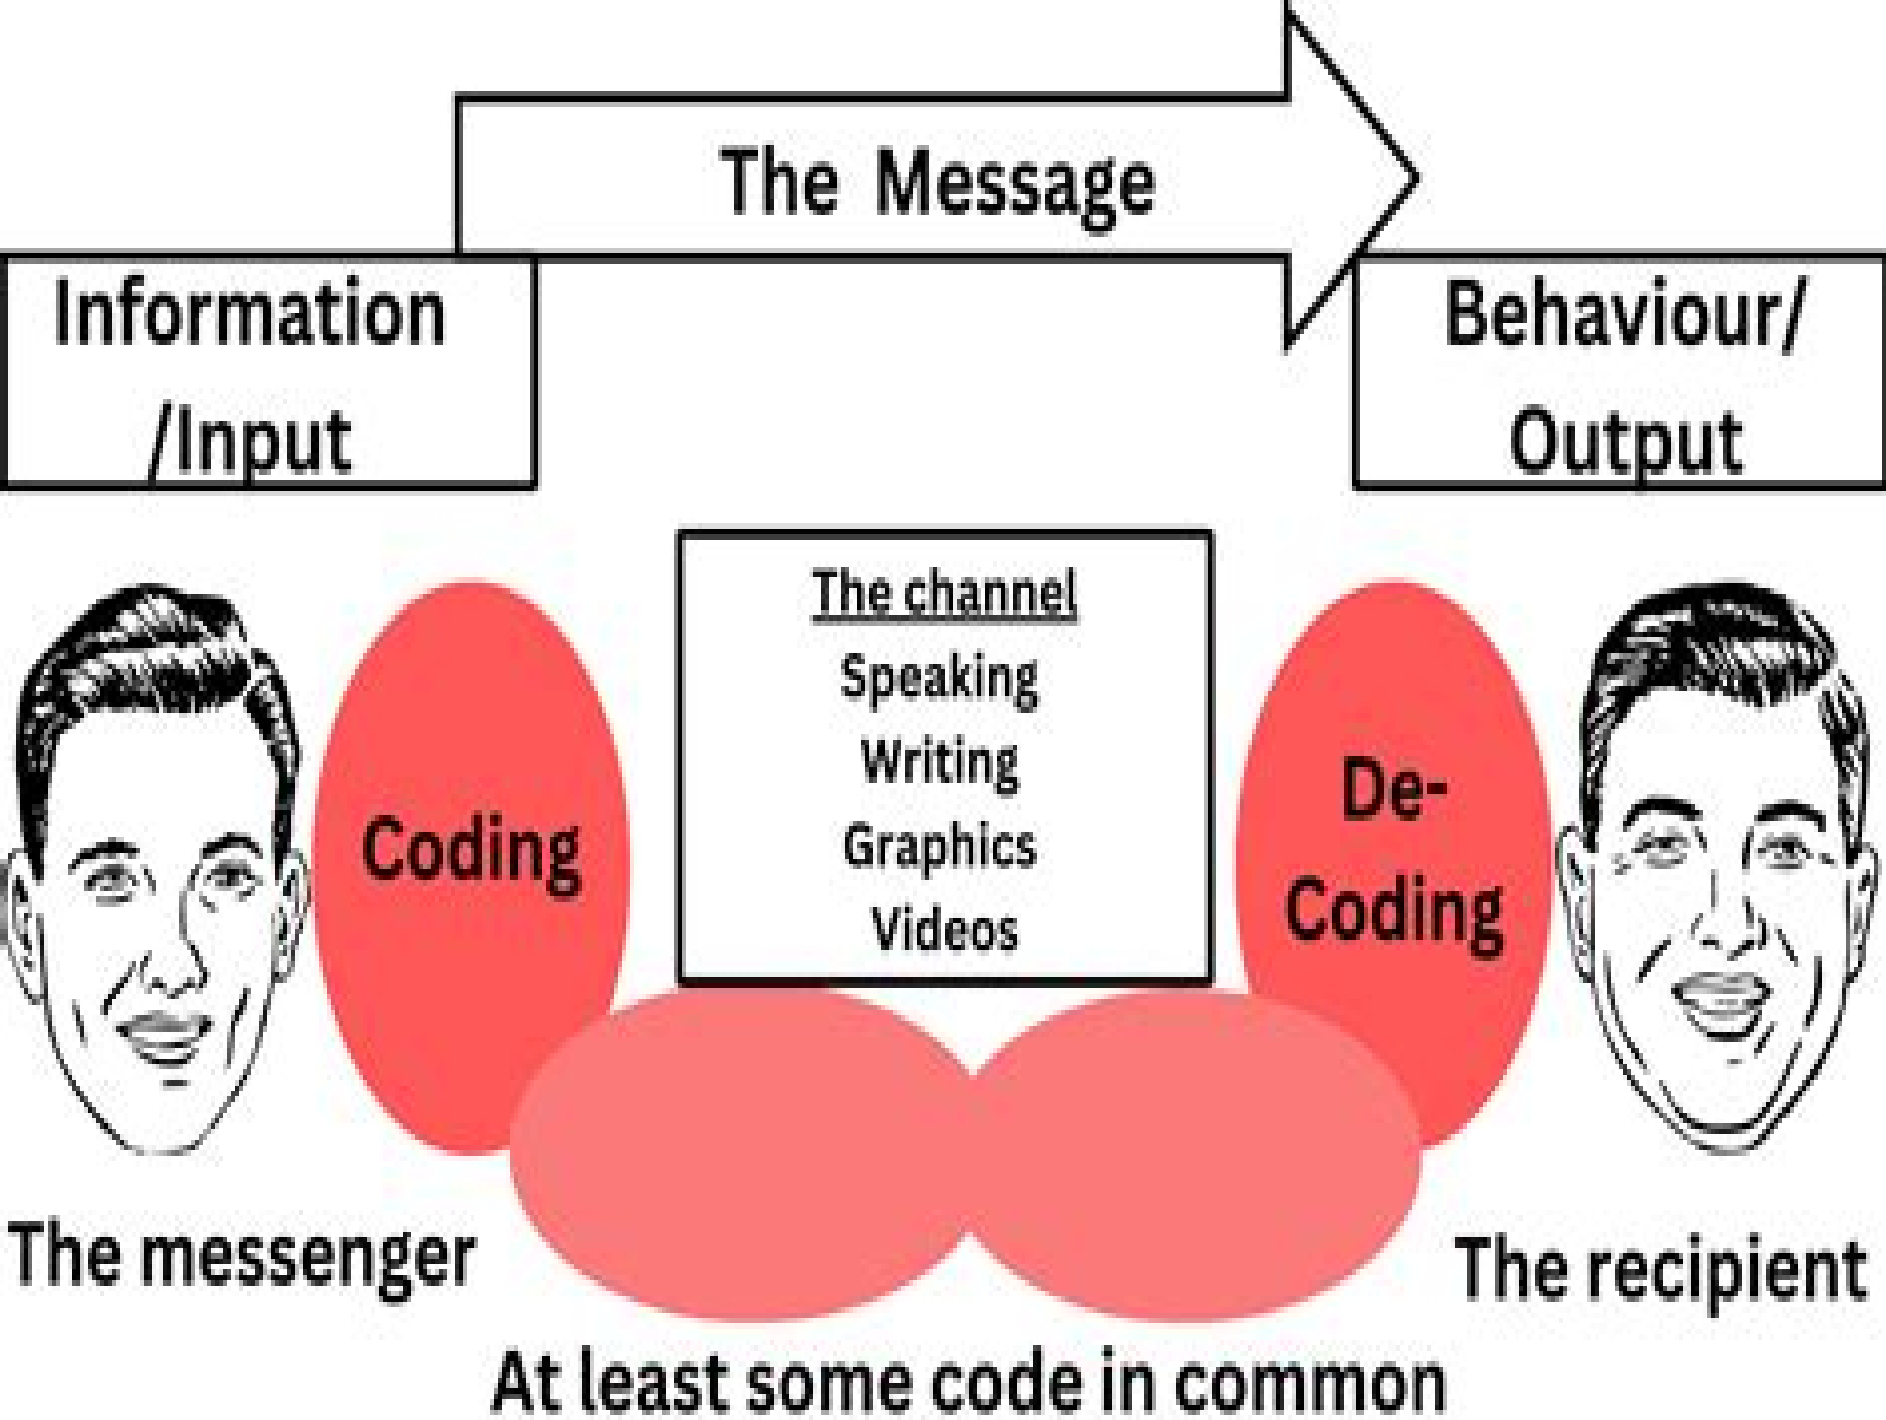 The Message
Information
/Input
Behaviour/
Output
The channel
Speaking
Writing
Graphics
Videos
Coding
De-
Coding
The messenger
The recipient
At least some code in common